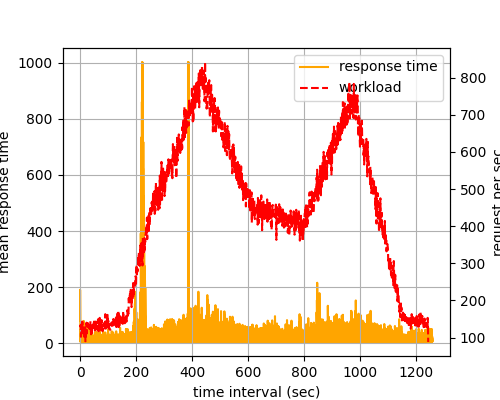 response time
workload
1000
800
600
400
200
0
mean response time
800
700
600
500
400
300
200
100
request per sec
0 200 400 600 800 1000 1200
time interval (sec)